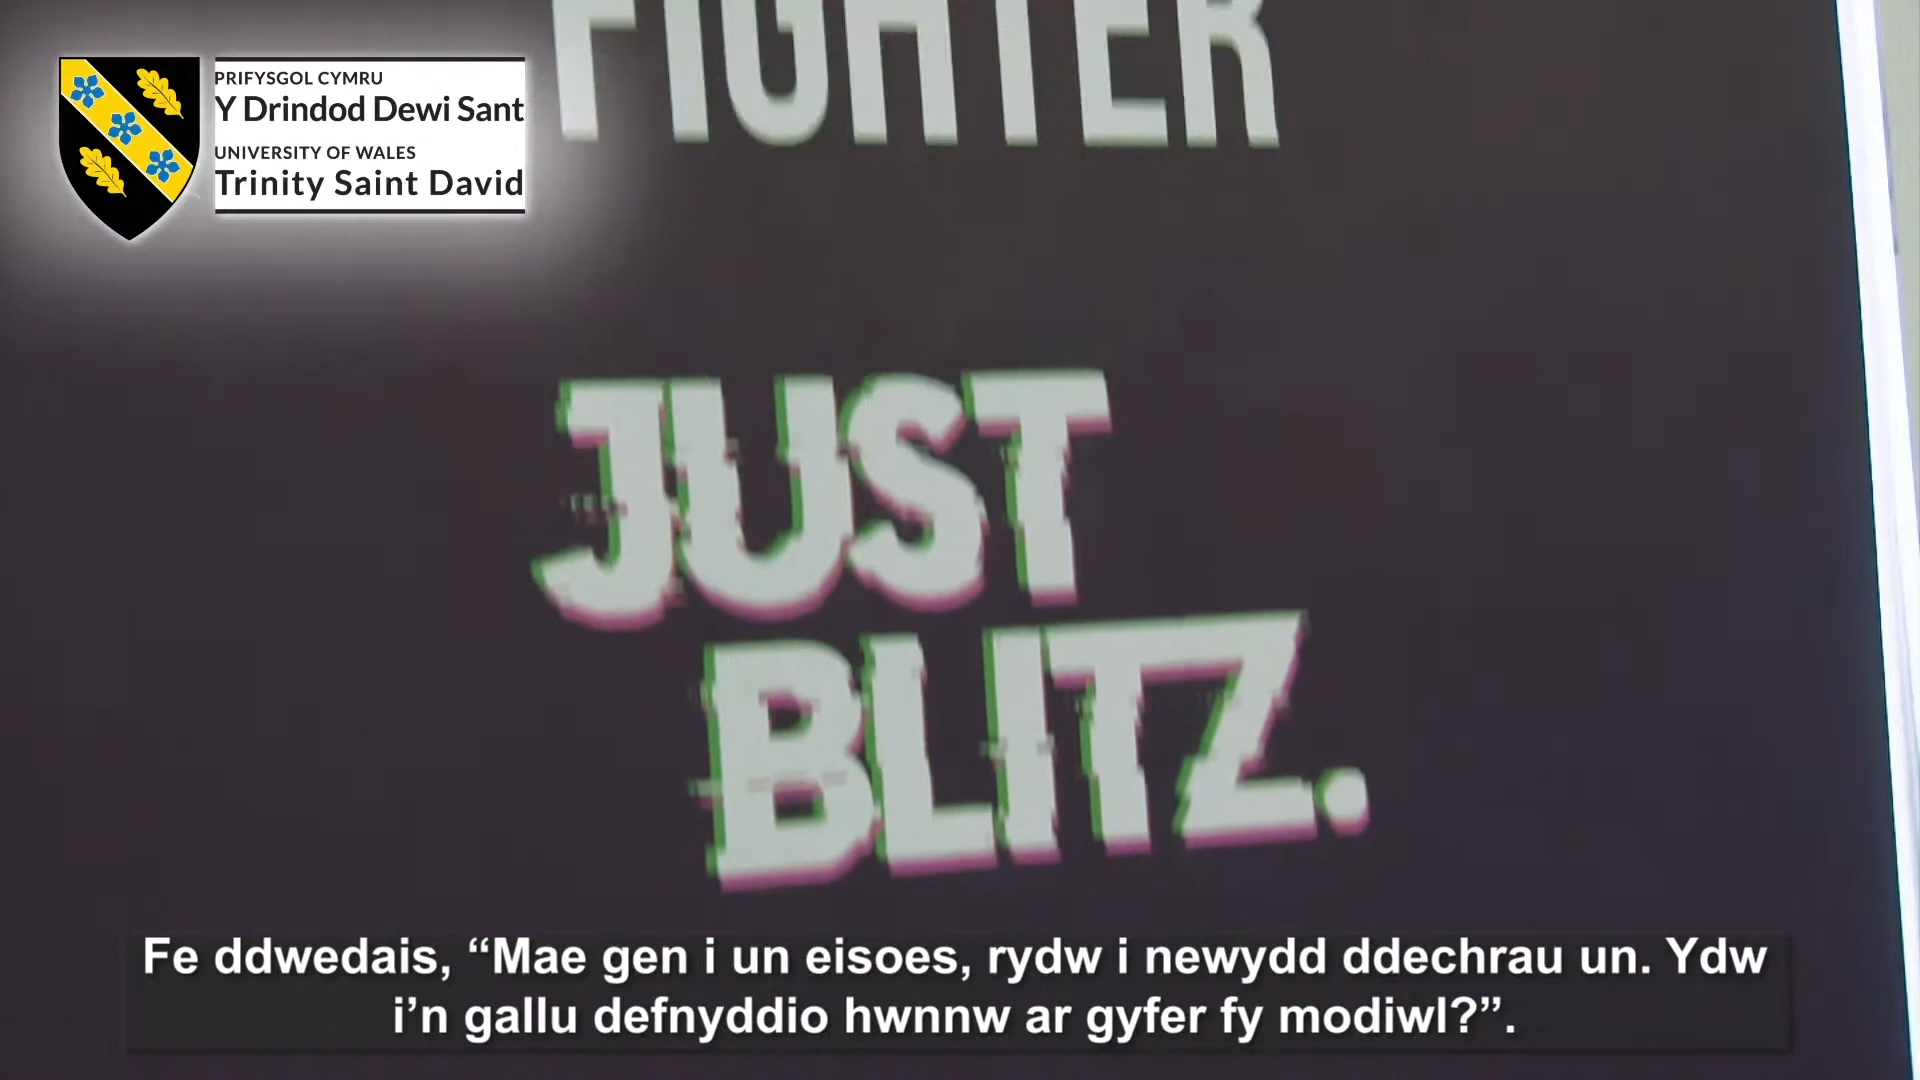 FIGHTER
PRIFYSGOL CYMRU
Y Drindod Dewi Sant
UNIVERSITY OF WALES
Trinity Saint David
JUST
BLITZ.
Fe ddwedais, “Mae gen i un eisoes, rydw i newydd ddechrau un. Ydw
i’n gallu defnyddio hwnnw ar gyfer fy modiwl?”.